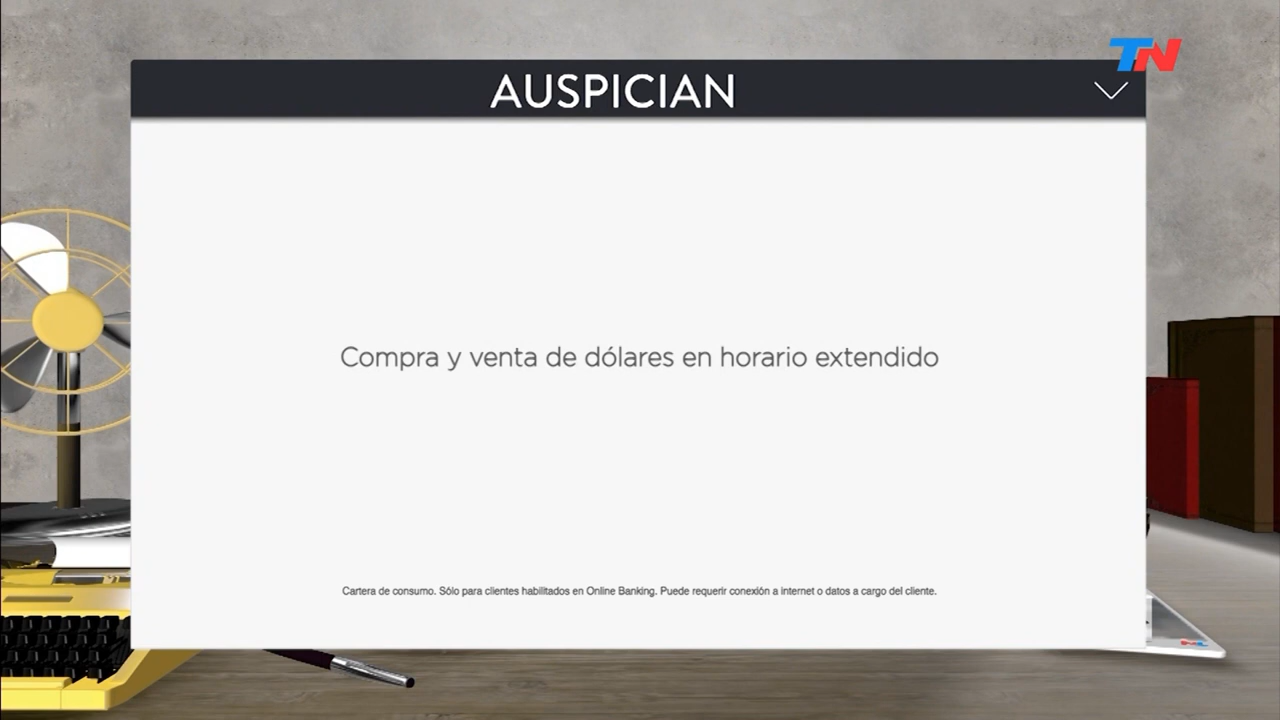 TN
AUSPICIAN
Compra y venta de dólares en horario extendido
Cartera de consumo. Sólo para clientes habilitados en Online Banking. Puede requerir conexión a internet o datos a cargo del cliente.